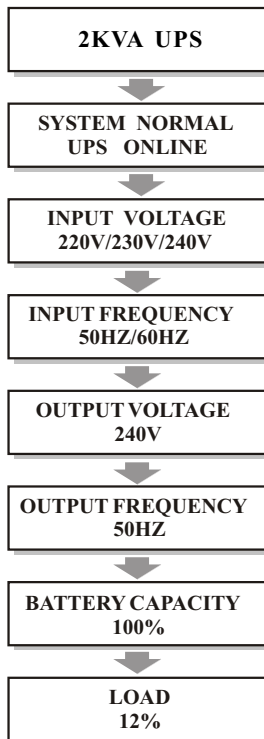 2KVA UPS
SYSTEM NORMAL
UPS ONLINE
INPUT VOLTAGE
220V/230V/240V
INPUT FREQUENCY
50HZ/60HZ
OUTPUT VOLTAGE
240V
OUTPUT FREQUENCY
50HZ
BATTERY CAPACITY
100%
LOAD
12%